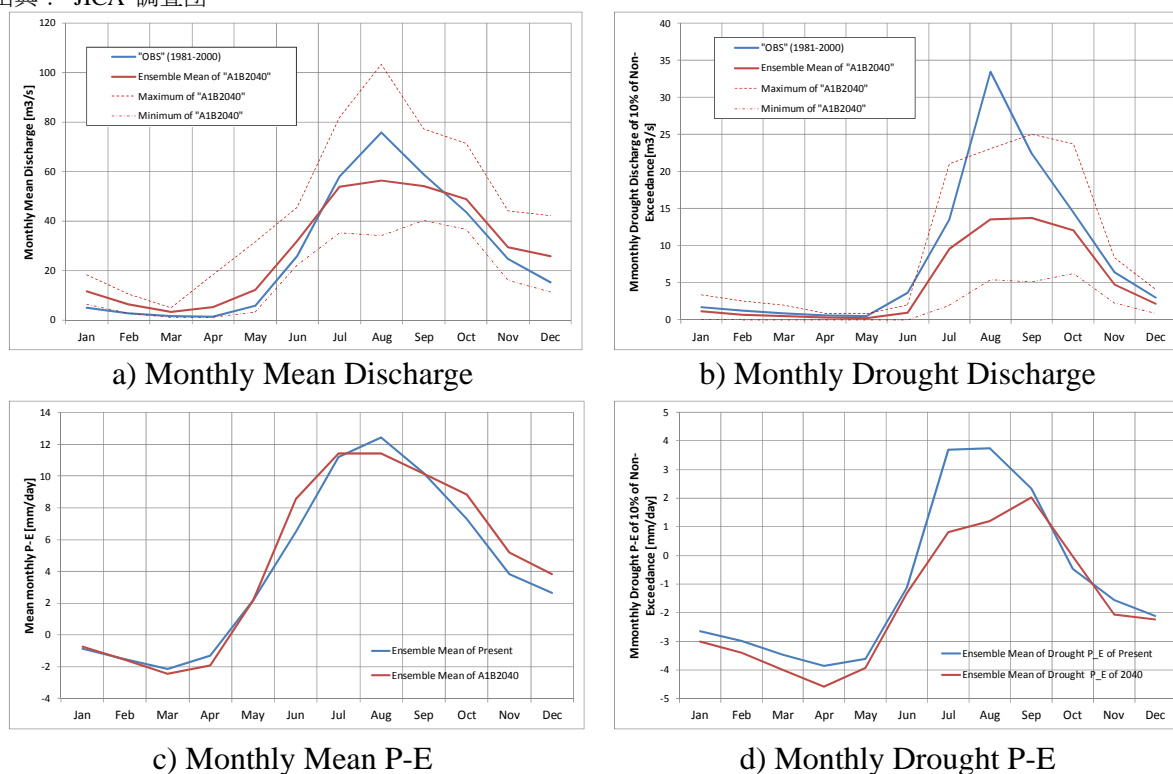 出典： JICA 調査団
Monthly Mean Discharge [m3/s]
120
100
80
60
40
20
0
"OBS" (1981-2000)
Ensemble Mean of "A1B2040"
Maximum of "A1B2040"
Minimum of "A1B2040"
Jan Feb Mar Apr May Jun Jul Aug Sep Oct Nov Dec
a) Monthly Mean Discharge
Mmonthly Drought Discharge of 10% of Non-
Exceedance[m3/s]
40
35
30
25
20
15
10
5
0
"OBS" (1981-2000)
Ensemble Mean of "A1B2040"
Maximum of "A1B2040"
Minimum of "A1B2040"
Jan Feb Mar Apr May Jun Jul Aug Sep Oct Nov Dec
b) Monthly Drought Discharge
Mean monthly P-E [mm/day]
14
12
10
8
6
4
2
0
-2
-4
Ensemble Mean of Present
Ensemble Mean of A1B2040
Jan Feb Mar Apr May Jun Jul Aug Sep Oct Nov Dec
c) Monthly Mean P-E
Mmonthly Drought P-E of 10% of Non-
Exceedance [mm/day]
5
4
3
2
1
0
-1
-2
-3
-4
-5
Ensemble Mean of Drought P_E of Present
Ensemble Mean of Drought P_E of 2040
Jan Feb Mar Apr May Jun Jul Aug Sep Oct Nov Dec
d) Monthly Drought P-E